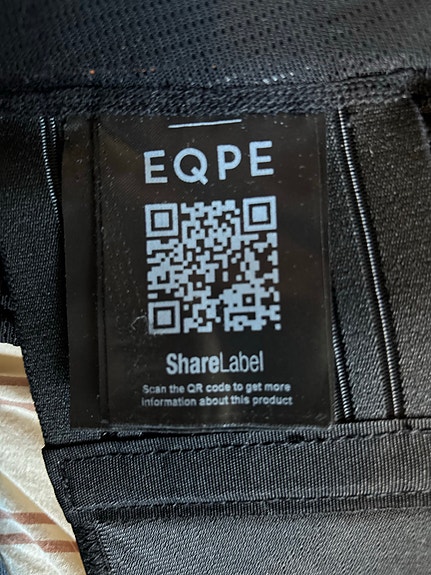 EQPE
ShareLabel
Scan the QR code to get more
information about this product